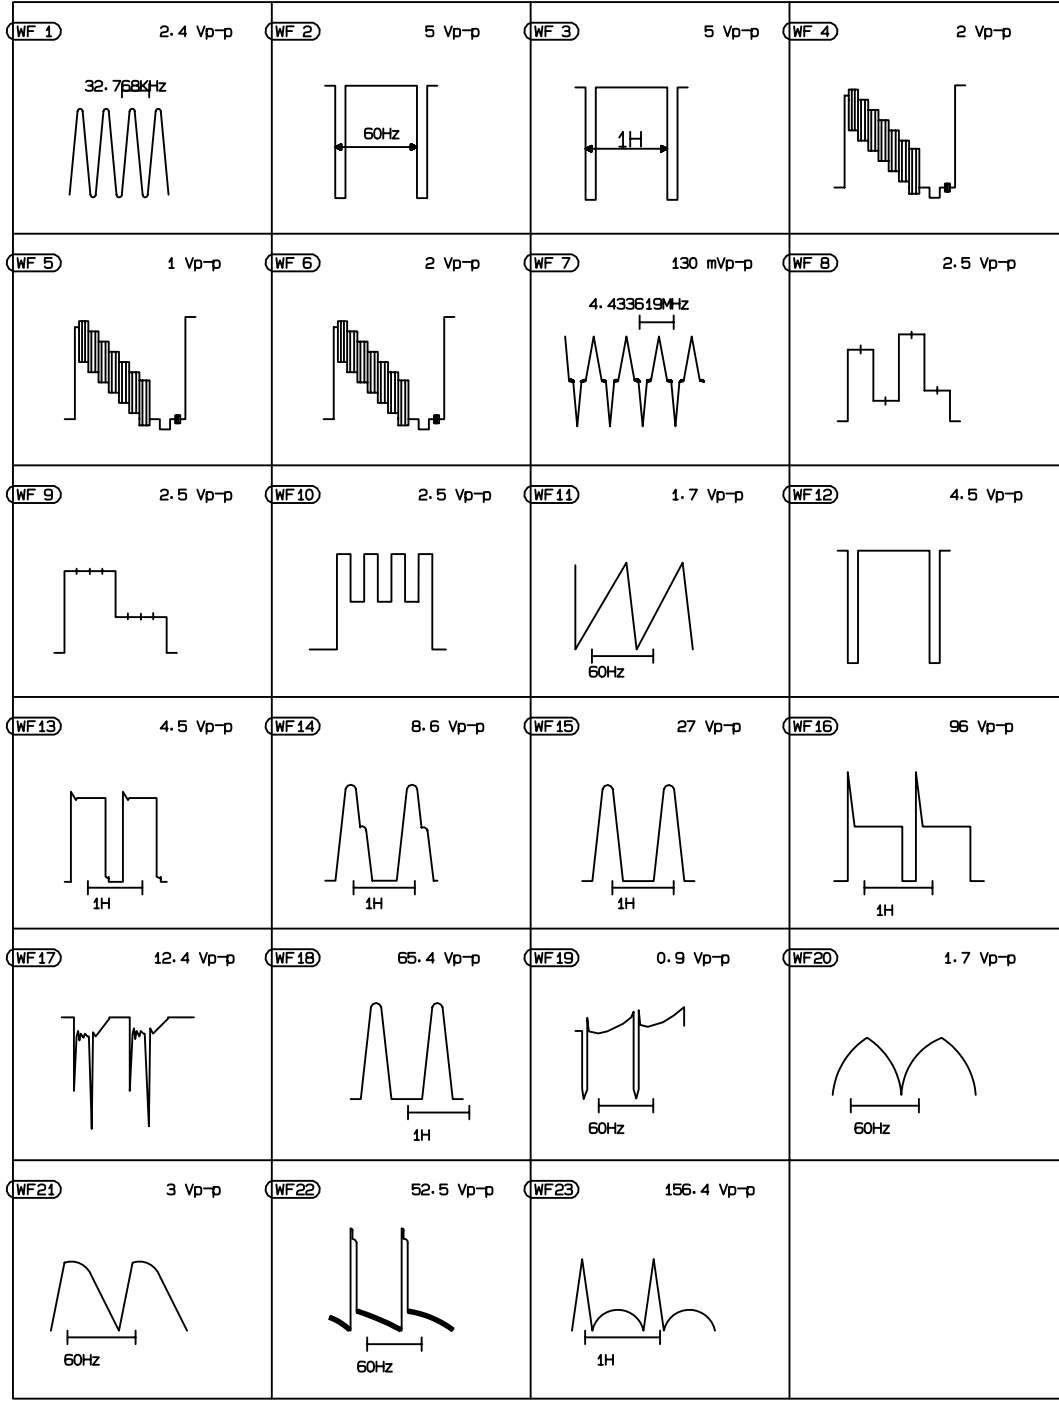 WF 1 2.4 Vp-p WF 2 5 Vp-p WF 3 5 Vp-p WF 4 2 Vp-p
32.768KHz
60Hz 1H
WF 5 1 Vp-p WF 6 2 Vp-p WF 7 130 mVp-p WF 8 2.5 Vp-p
4.433619MHz
WF 9 2.5 Vp-p WF10 2.5 Vp-p WF11 1.7 Vp-p WF12 4.5 Vp-p
60Hz
WF13 4.5 Vp-p WF14 8.6 Vp-p WF15 27 Vp-p WF16 96 Vp-p
1H 1H 1H 1H
WF17 12.4 Vp-p WF18 65.4 Vp-p WF19 0.9 Vp-p WF20 1.7 Vp-p
1H 60Hz 60Hz
WF21 3 Vp-p WF22 52.5 Vp-p WF23 156.4 Vp-p
60Hz 60Hz 1H